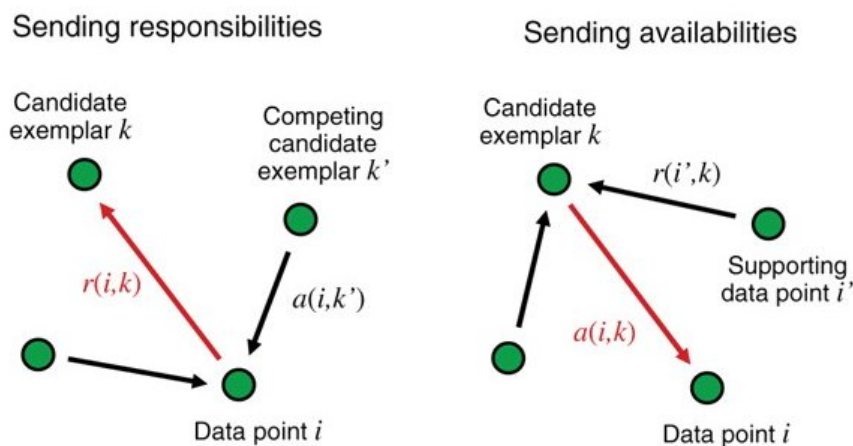 Sending responsibilities
Candidate
exemplar k
Competing
candidate
exemplar k’
r(i,k)
a(i,k’)
Data point i
Sending availabilities
Candidate
exemplar k
r(i’,k)
Supporting
data point i’
a(i,k)
Data point i